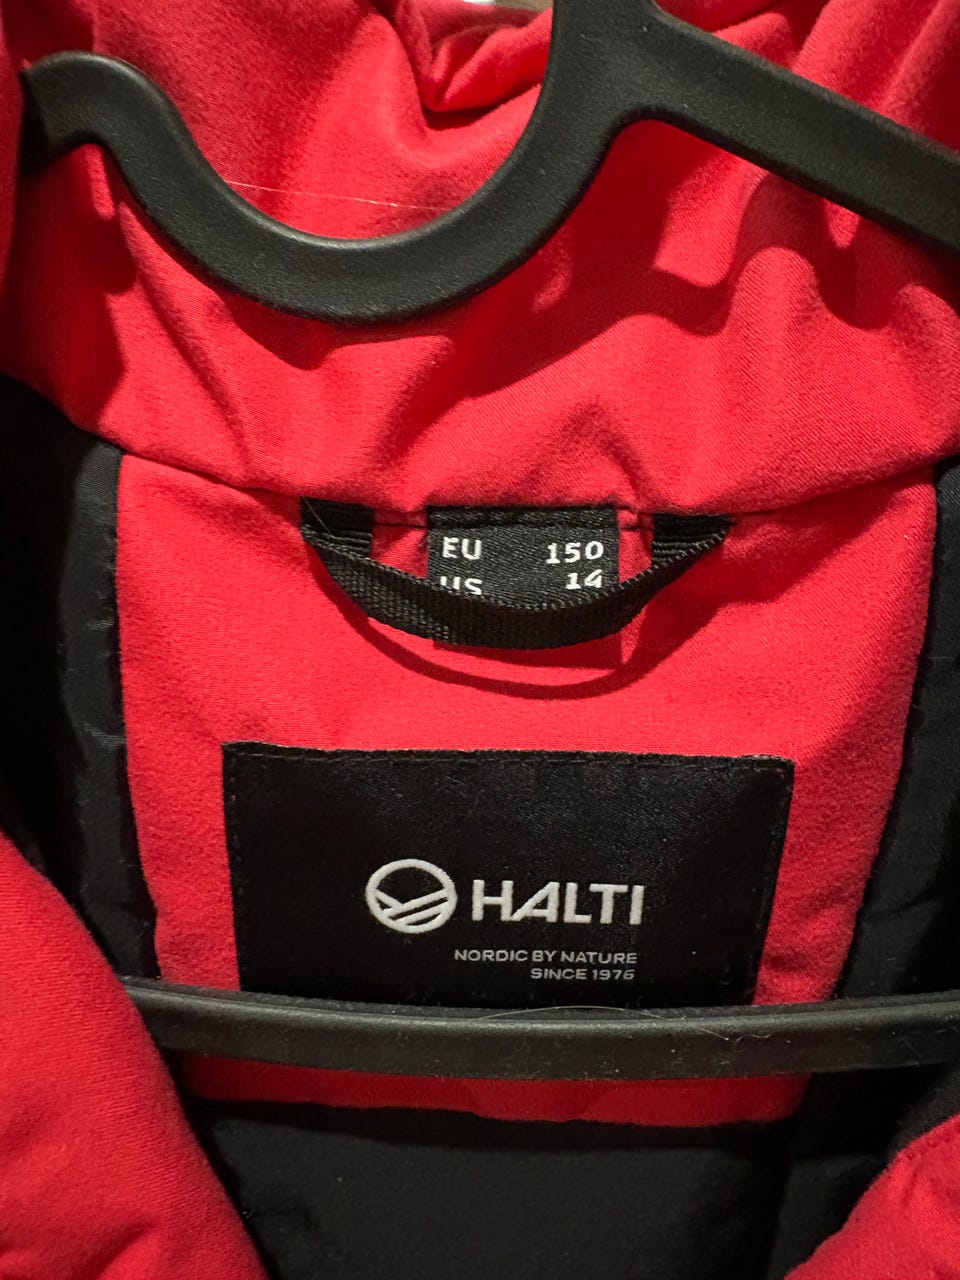 EU 150
US 14
HALTI
NORDIC BY NATURE
SINCE 1976